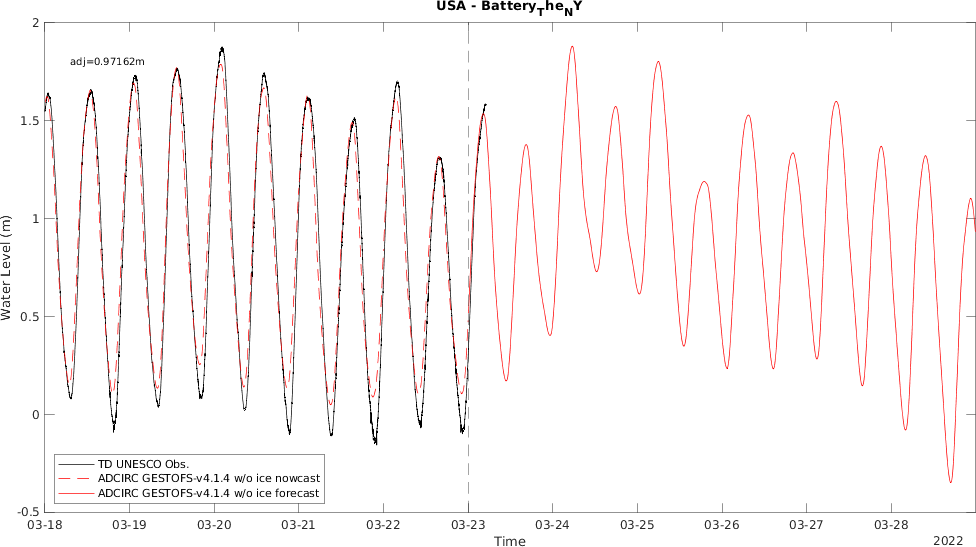 USA - Battery_The_NY
adj=0.97162m
2
1.5
1
0.5
0
-0.5
Water Level (m)
TD UNESCO Obs.
ADCIRC GESTOFS-v4.1.4 w/o ice nowcast
ADCIRC GESTOFS-v4.1.4 w/o ice forecast
03-18 03-19 03-20 03-21 03-22 03-23 03-24 03-25 03-26 03-27 03-28
Time
2022